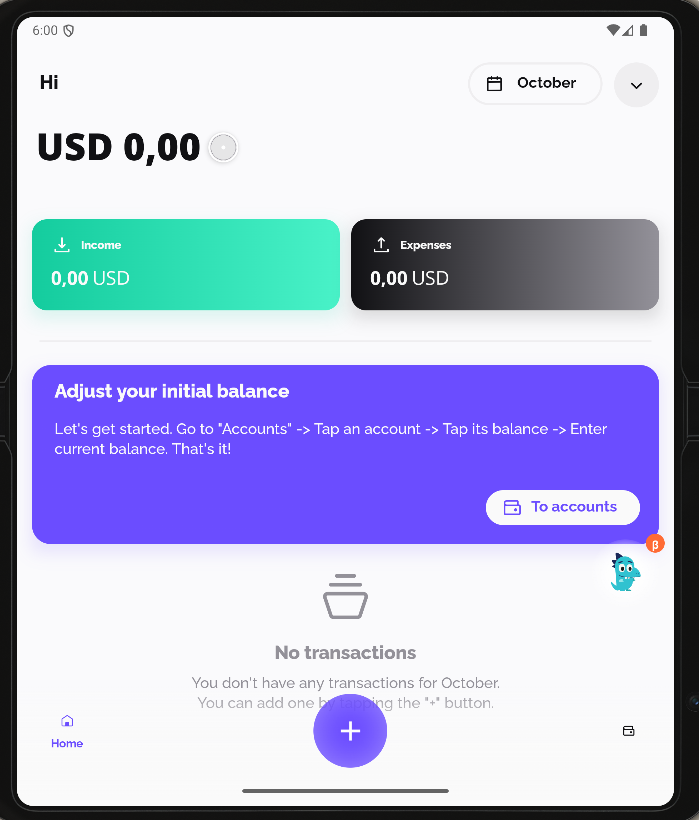 6:00
Hi
October
USD 0,00
Income
0,00 USD
Expenses
0,00 USD
Adjust your initial balance
Let's get started. Go to "Accounts" -> Tap an account -> Tap its balance -> Enter
current balance. That's it!
To accounts
β
No transactions
You don't have any transactions for October.
You can add one by tapping the "+" button.
Home